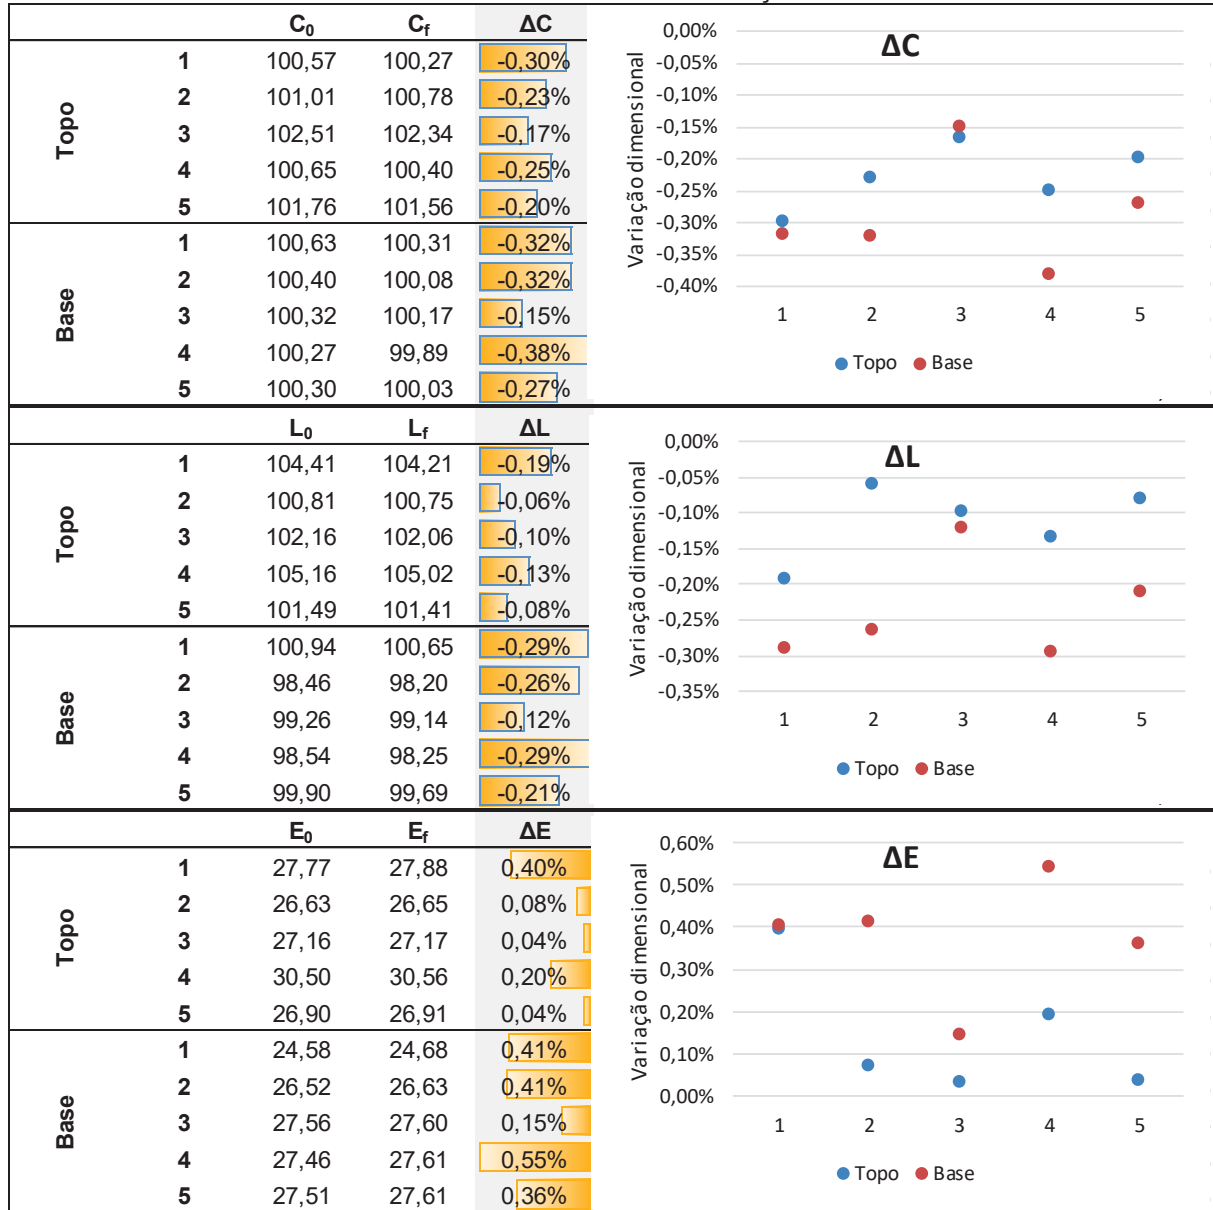 C₀ C_f ΔC
Topo
1 100,57 100,27 -0,30%
2 101,01 100,78 -0,23%
3 102,51 102,34 -0,17%
4 100,65 100,40 -0,25%
5 101,76 101,56 -0,20%
Base
1 100,63 100,31 -0,32%
2 100,40 100,08 -0,32%
3 100,32 100,17 -0,15%
4 100,27 99,89 -0,38%
5 100,30 100,03 -0,27%
ΔC
Variação dimensional
0,00%
-0,05%
-0,10%
-0,15%
-0,20%
-0,25%
-0,30%
-0,35%
-0,40%
1 2 3 4 5
Topo Base
L₀ L_f ΔL
Topo
1 104,41 104,21 -0,19%
2 100,81 100,75 -0,06%
3 102,16 102,06 -0,10%
4 105,16 105,02 -0,13%
5 101,49 101,41 -0,08%
Base
1 100,94 100,65 -0,29%
2 98,46 98,20 -0,26%
3 99,26 99,14 -0,12%
4 98,54 98,25 -0,29%
5 99,90 99,69 -0,21%
ΔL
Variação dimensional
0,00%
-0,05%
-0,10%
-0,15%
-0,20%
-0,25%
-0,30%
-0,35%
1 2 3 4 5
Topo Base
E₀ E_f ΔE
Topo
1 27,77 27,88 0,40%
2 26,63 26,65 0,08%
3 27,16 27,17 0,04%
4 30,50 30,56 0,20%
5 26,90 26,91 0,04%
Base
1 24,58 24,68 0,41%
2 26,52 26,63 0,41%
3 27,56 27,60 0,15%
4 27,46 27,61 0,55%
5 27,51 27,61 0,36%
ΔE
Variação dimensional
0,60%
0,50%
0,40%
0,30%
0,20%
0,10%
0,00%
1 2 3 4 5
Topo Base